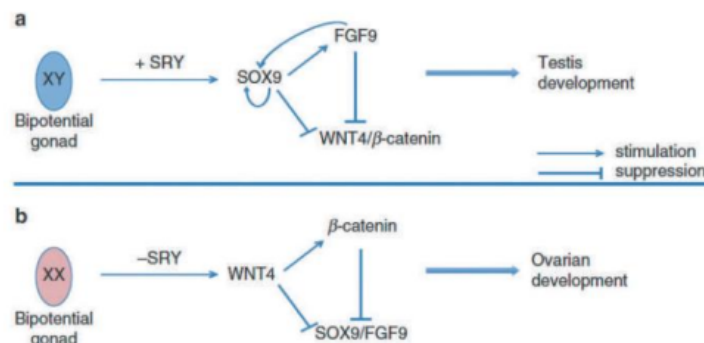 a
XY
Bipotential
gonad
+ SRY
SOX9
FGF9
WNT4/β-catenin
Testis
development
stimulation
suppression
b
XX
Bipotential
gonad
–SRY
WNT4
β-catenin
SOX9/FGF9
Ovarian
development